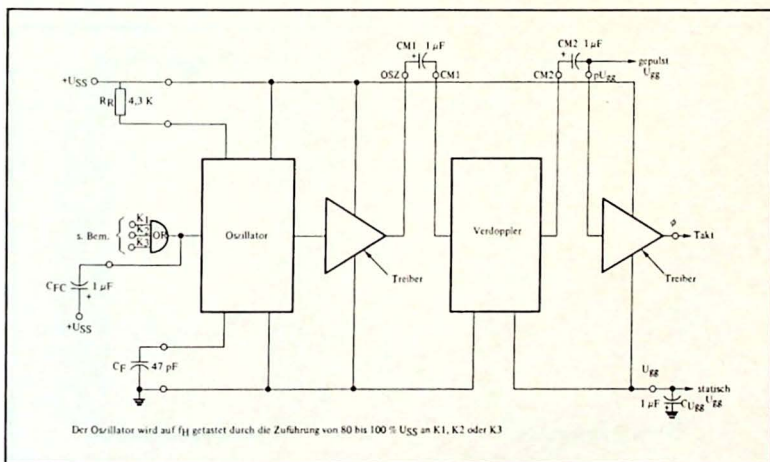 CM1 1 µF
CM2 1 µF
OSZ CM1
CM2 pUgg
gepulst
Ugg
+USS
RR 4,3 K
K1
K2
K3
OR
s. Bem.
Oszillator
Verdoppler
Treiber
Treiber
ϕ
Takt
CFC 1 µF
+USS
CF 47 pF
Ugg
statisch
Ugg
1 µF CUgg
Der Oszillator wird auf fH getastet durch die Zuführung von 80 bis 100 % USS an K1, K2 oder K3